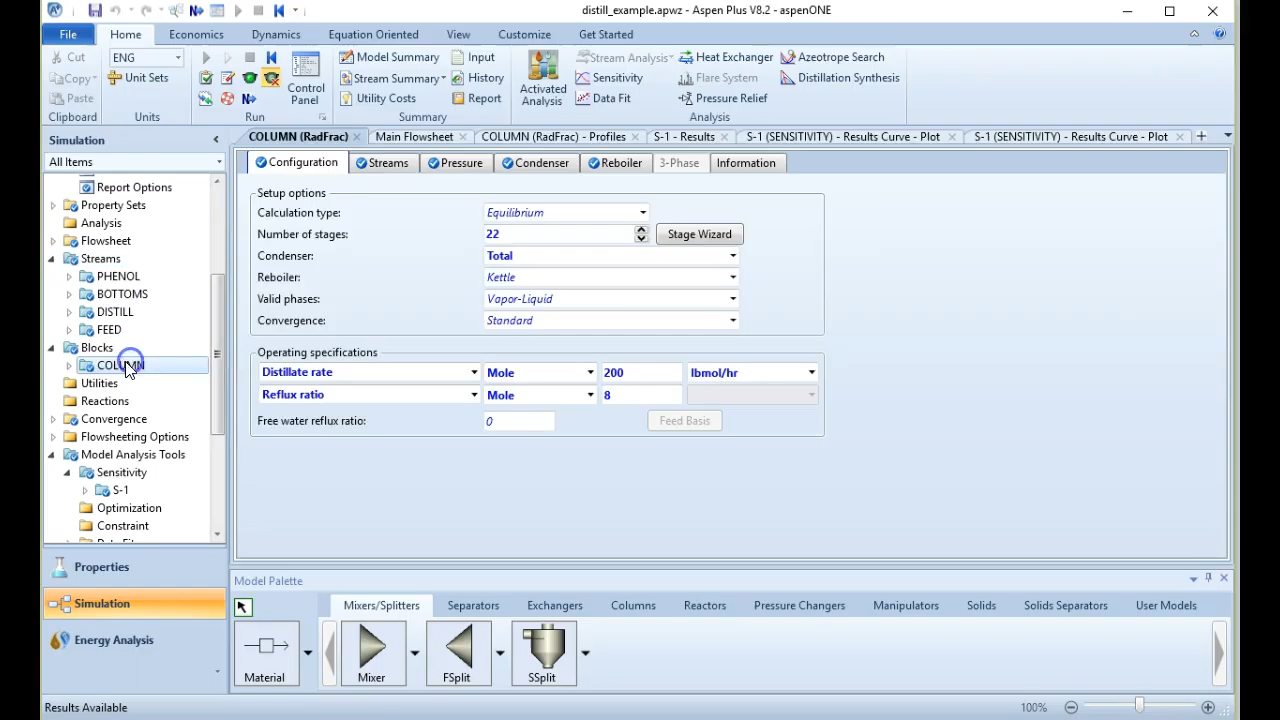 distill_example.apwz - Aspen Plus V8.2 - aspenONE
File Home Economics Dynamics Equation Oriented View Customize Get Started
Cut ENG Model Summary Input Stream Analysis Heat Exchanger Azeotrope Search
Copy Unit Sets Stream Summary History Sensitivity Flare System Distillation Synthesis
Paste Control Panel Utility Costs Report Activated Analysis Data Fit Pressure Relief
Clipboard Units Run Summary Analysis
Simulation
COLUMN (RadFrac) Main Flowsheet COLUMN (RadFrac) - Profiles S-1 - Results S-1 (SENSITIVITY) - Results Curve - Plot S-1 (SENSITIVITY) - Results Curve - Plot
All Items
Report Options
Property Sets
Analysis
Flowsheet
Streams
PHENOL
BOTTOMS
DISTILL
FEED
Blocks
COLUMN
Utilities
Reactions
Convergence
Flowsheeting Options
Model Analysis Tools
Sensitivity
S-1
Optimization
Constraint
Properties
Simulation
Energy Analysis
Configuration Streams Pressure Condenser Reboiler 3-Phase Information
Setup options
Calculation type: Equilibrium
Number of stages: 22 Stage Wizard
Condenser: Total
Reboiler: Kettle
Valid phases: Vapor-Liquid
Convergence: Standard
Operating specifications
Distillate rate Mole 200 lbmol/hr
Reflux ratio Mole 8
Free water reflux ratio: 0 Feed Basis
Model Palette
Mixers/Splitters Separators Exchangers Columns Reactors Pressure Changers Manipulators Solids Solids Separators User Models
Material Mixer FSplit SSplit
Results Available 100%